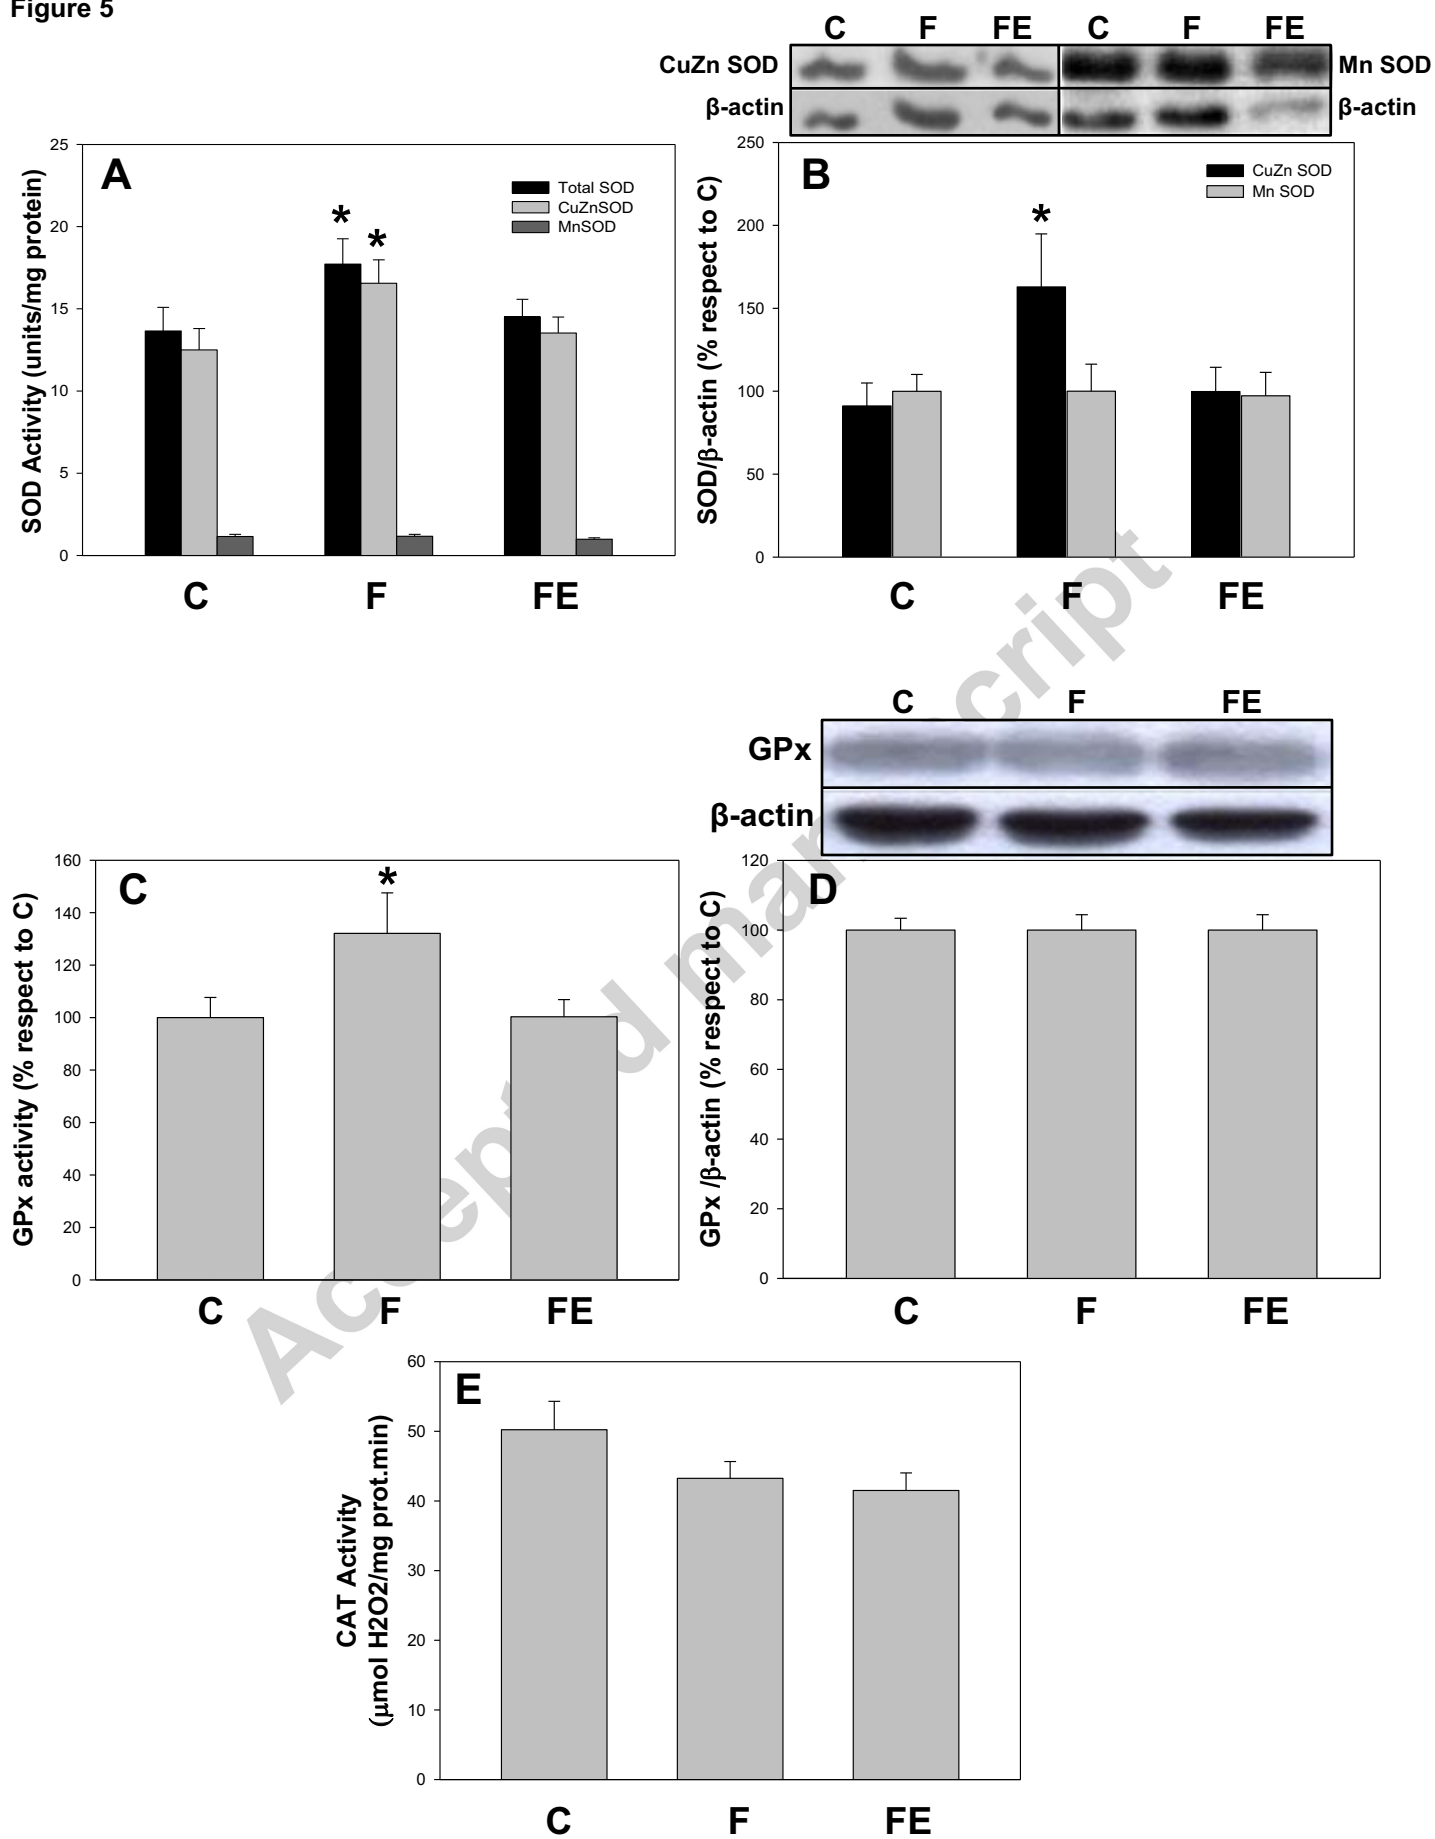 Figure 5
C F FE C F FE
CuZn SOD Mn SOD
β-actin β-actin
A
SOD Activity (units/mg protein)
25
20
15
10
5
0
Total SOD
CuZnSOD
MnSOD
* *
C F FE
B
SOD/β-actin (% respect to C)
250
200
150
100
50
0
CuZn SOD
Mn SOD
*
C F FE
C F FE
GPx
β-actin
C
GPx activity (% respect to C)
160
140
120
100
80
60
40
20
0
*
C F FE
D
GPx /β-actin (% respect to C)
120
100
80
60
40
20
0
C F FE
E
CAT Activity
(μmol H2O2/mg prot.min)
60
50
40
30
20
10
0
C F FE
Accepted manuscript